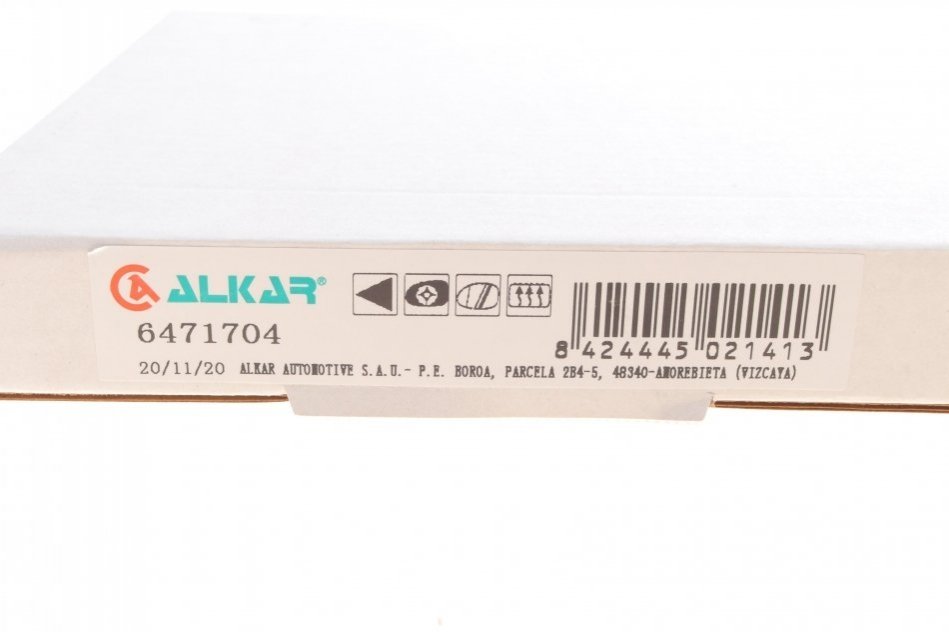 ALKAR®
6471704
8 424445 021413
20/11/20 ALKAR AUTOMOTIVE S.A.U.- P.E. BOROA, PARCELA 2B4-5, 48340-AMOREBIETA (VIZCAYA)